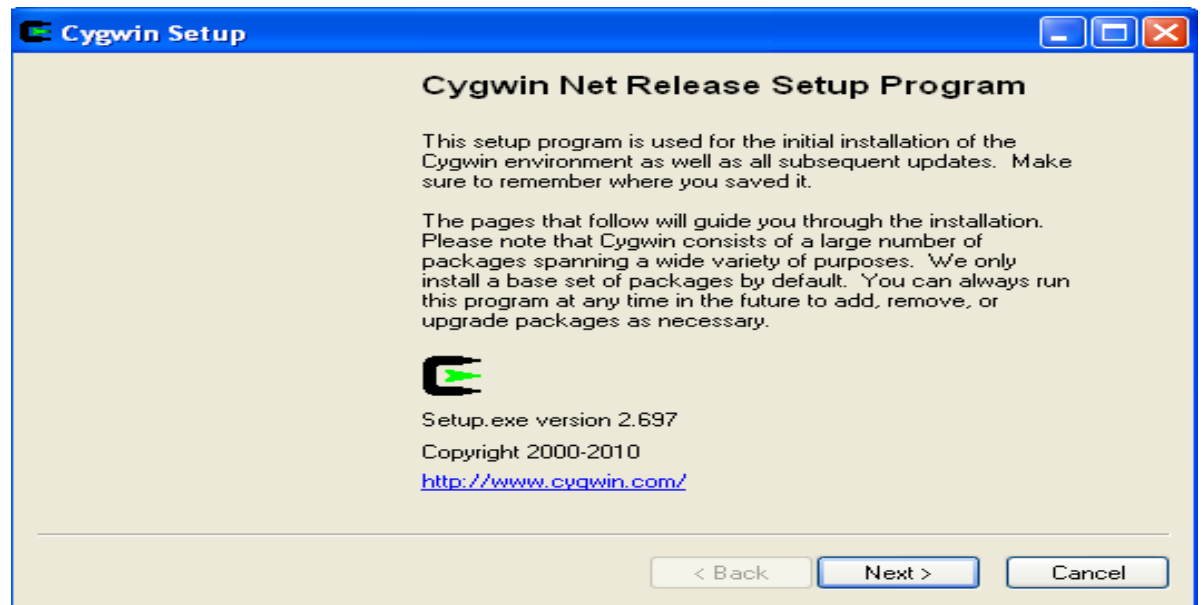 Cygwin Setup
Cygwin Net Release Setup Program
This setup program is used for the initial installation of the
Cygwin environment as well as all subsequent updates.  Make
sure to remember where you saved it.
The pages that follow will guide you through the installation.
Please note that Cygwin consists of a large number of
packages spanning a wide variety of purposes.  We only
install a base set of packages by default.  You can always run
this program at any time in the future to add, remove, or
upgrade packages as necessary.
Setup.exe version 2.697
Copyright 2000-2010
http://www.cygwin.com/
< Back
Next >
Cancel